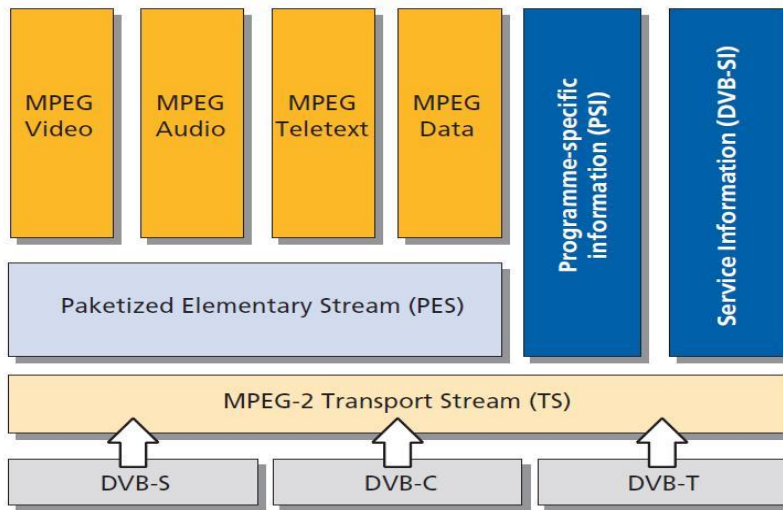 MPEG
Video
MPEG
Audio
MPEG
Teletext
MPEG
Data
Programme-specific
information (PSI)
Service Information (DVB-SI)
Paketized Elementary Stream (PES)
MPEG-2 Transport Stream (TS)
DVB-S
DVB-C
DVB-T